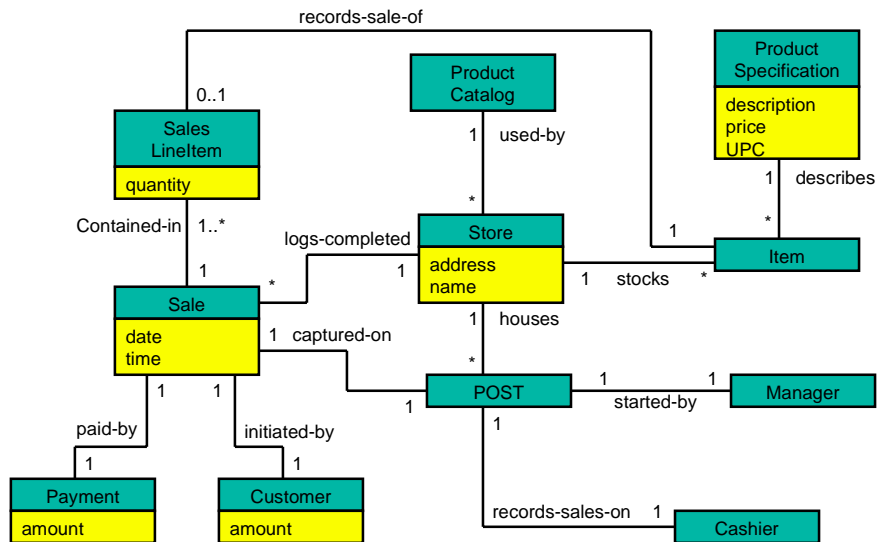 records-sale-of
Product
Specification
description
price
UPC
Product
Catalog
0..1
Sales
LineItem
quantity
1
used-by
1
describes
Contained-in
1..*
*
*
logs-completed
Store
address
name
1
Item
1
1
*
1
stocks
*
Sale
date
time
1
captured-on
1
houses
*
1
POST
1
started-by
1
Manager
1
1
1
paid-by
initiated-by
1
1
Payment
amount
Customer
amount
records-sales-on
1
Cashier